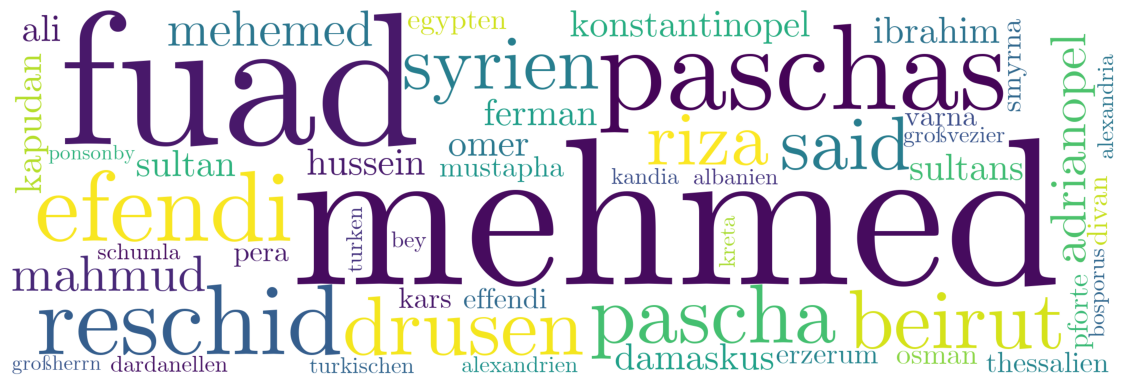 ali
mehemed
egypten
konstantinopel
ibrahim
smyrna
fuad
syrien
paschas
adrianopel
alexandria
kapudan
ferman
varna
großvezier
ponsonby
sultan
hussein
omer
mustapha
riza
said
sultans
kandia
albanien
efendi
mehmed
turken
bey
kreta
divan
schumla
pera
mahmud
reschid
drusen
kars
effendi
pascha
beirut
pforte
bosporus
großherrn
dardanellen
turkischen
alexandrien
damaskus
erzerum
osman
thessalien